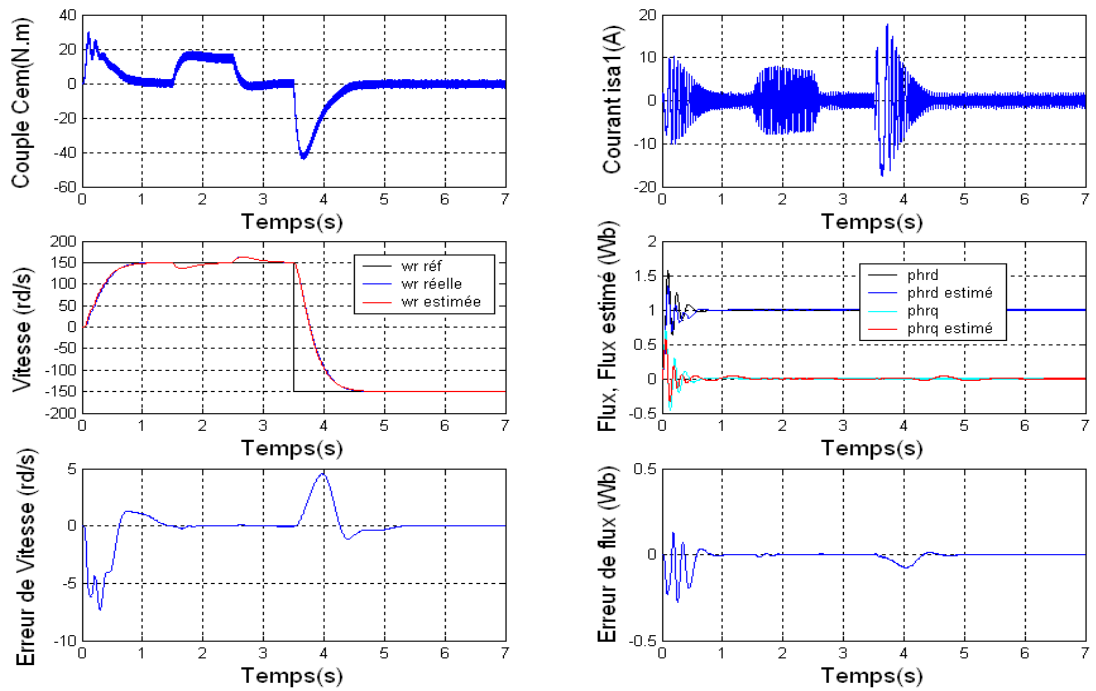 Couple Cem(N.m)
40
20
0
-20
-40
-60
0 1 2 3 4 5 6 7
Temps(s)
Courant Isa1(A)
20
10
0
-10
-20
0 1 2 3 4 5 6 7
Temps(s)
Vitesse (rd/s)
200
150
100
50
0
-50
-100
-150
-200
wr réf
wr réelle
wr estimée
0 1 2 3 4 5 6 7
Temps(s)
Flux, Flux estimé (Wb)
2
1.5
1
0.5
0
-0.5
phrd
phrd estimé
phrq
phrq estimé
0 1 2 3 4 5 6 7
Temps(s)
Erreur de Vitesse (rd/s)
5
0
-5
-10
0 1 2 3 4 5 6 7
Temps(s)
Erreur de flux (Wb)
0.5
0
-0.5
0 1 2 3 4 5 6 7
Temps(s)